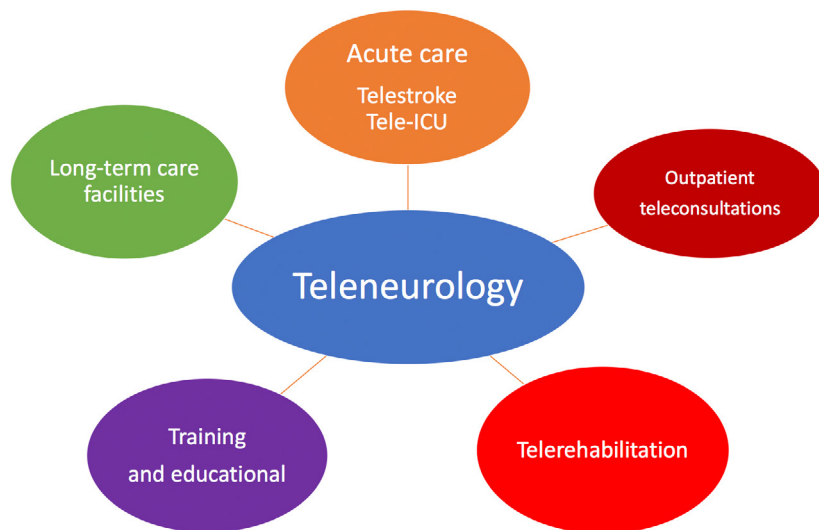 Acute care
Telestroke
Tele-ICU
Long-term care
facilities
Outpatient
teleconsultations
Teleneurology
Training
and educational
Telerehabilitation